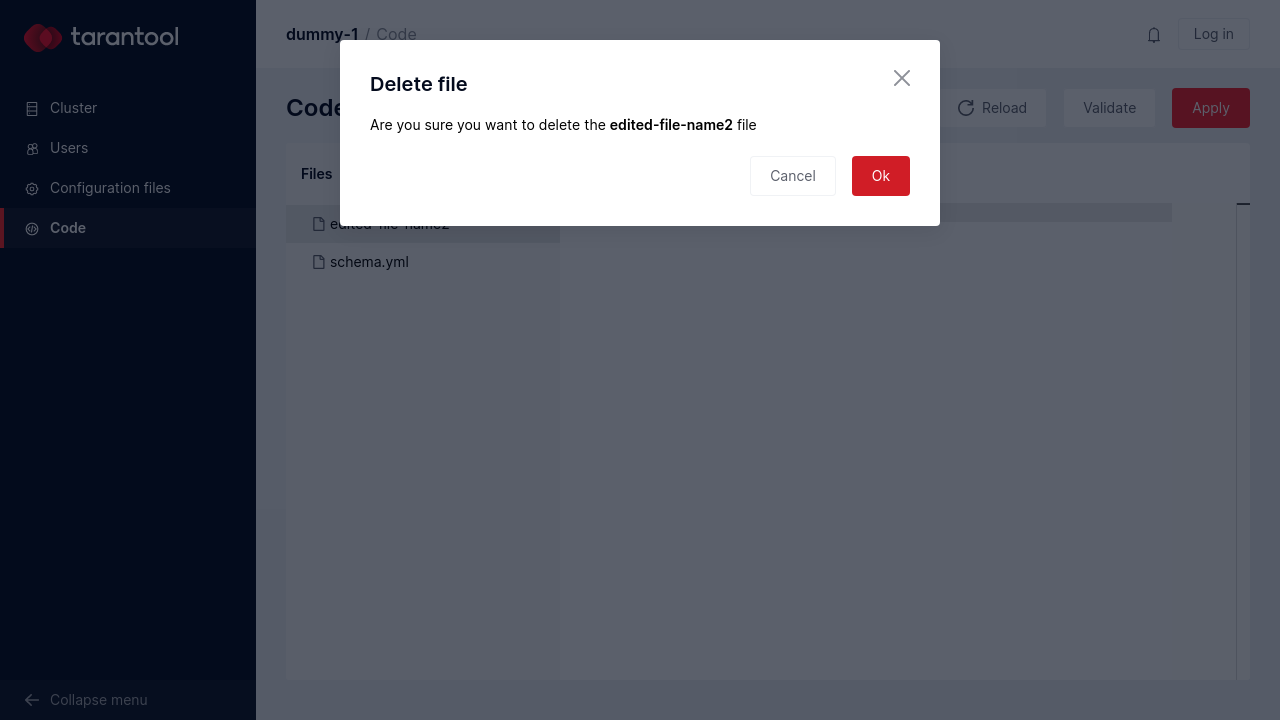 tarantool
Cluster
Users
Configuration files
Code
Collapse menu
dummy-1 / Code
Log in
Code
Reload
Validate
Apply
Files
edited-file-name2
schema.yml
Delete file
Are you sure you want to delete the edited-file-name2 file
Cancel
Ok